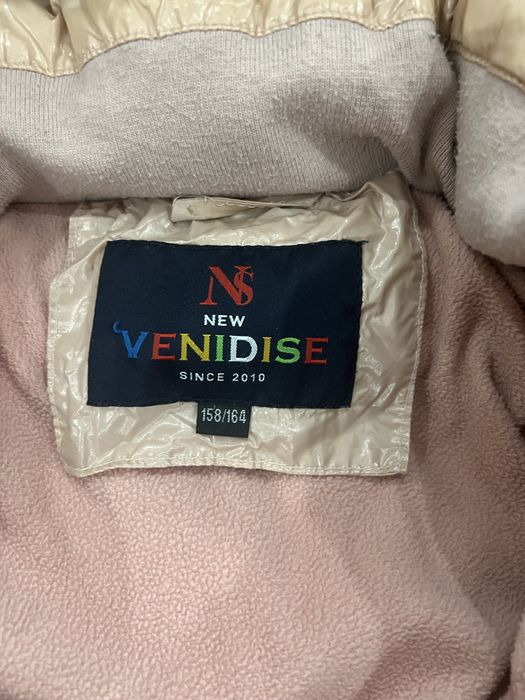 NS
NEW
'VENIDISE
SINCE 2010
158/164